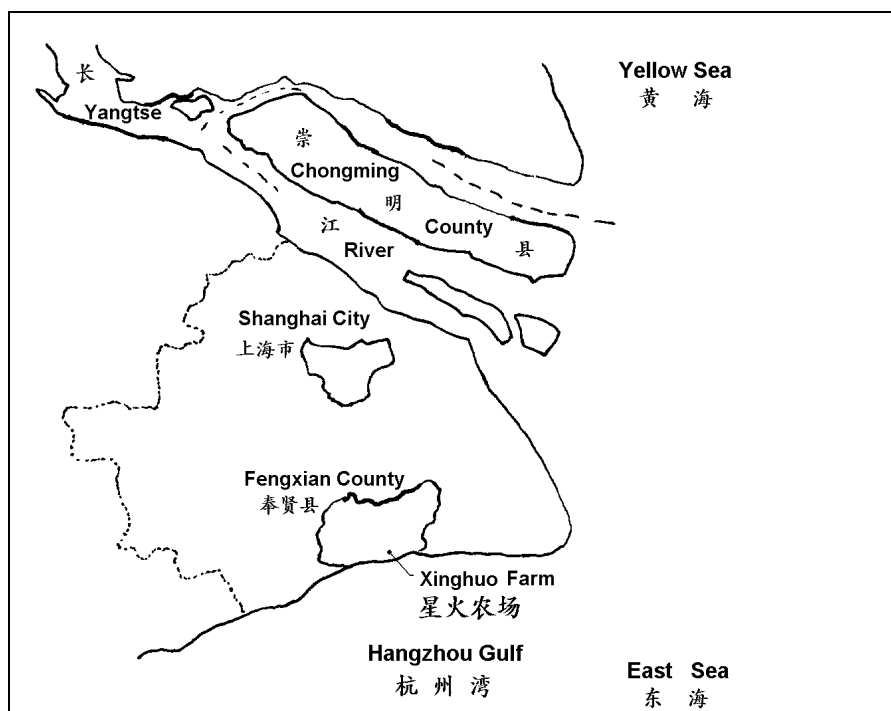 Yellow Sea
黄 海
长
Yangtse
崇
Chongming
明
江
County
县
River
Shanghai City
上海市
Fengxian County
奉贤县
Xinghuo Farm
星火农场
Hangzhou Gulf
杭 州 湾
East Sea
东 海